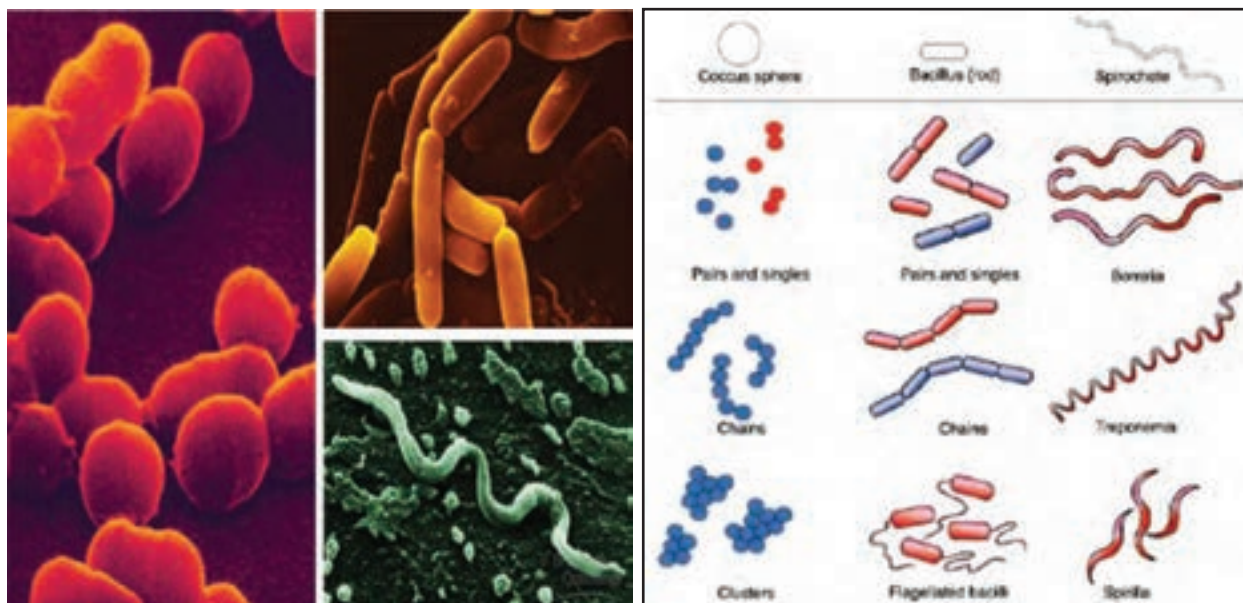 Coccus sphere
Bacillus (rod)
Spirochete
Pairs and singles
Pairs and singles
Borrelia
Chains
Chains
Treponema
Clusters
Flagellated bacilli
Spirilla